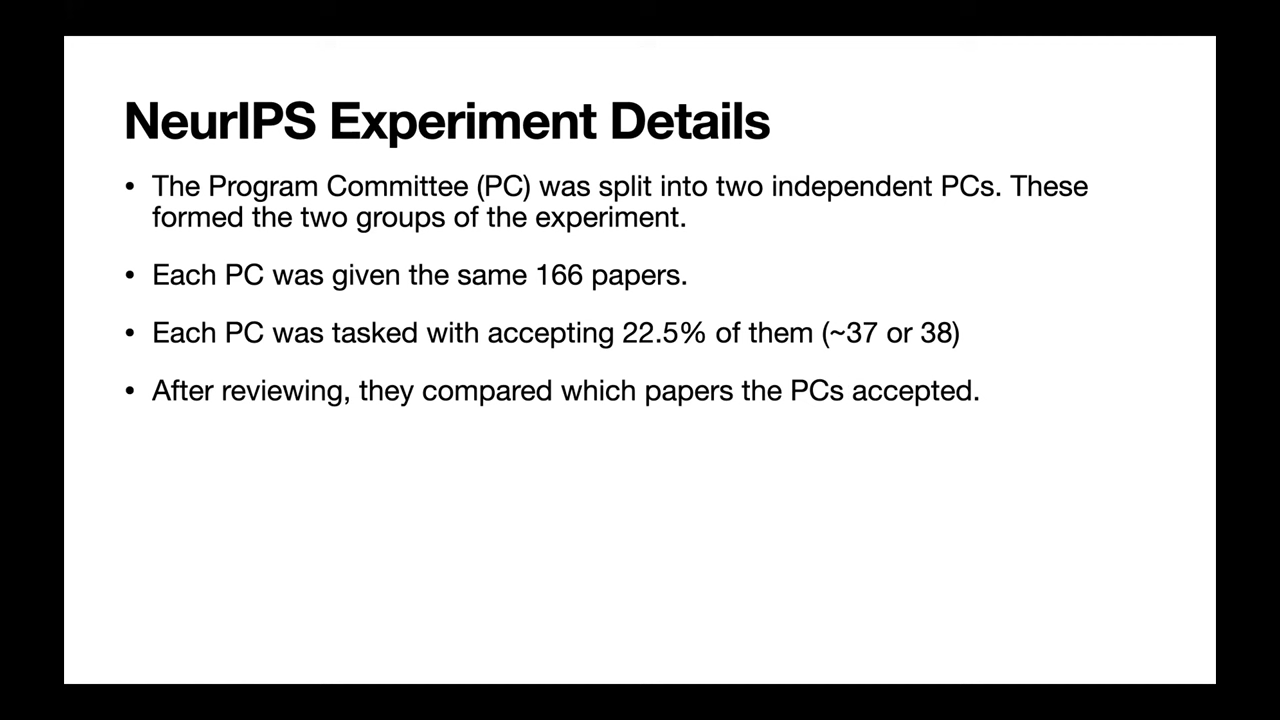 NeurIPS Experiment Details
• The Program Committee (PC) was split into two independent PCs. These
formed the two groups of the experiment.
• Each PC was given the same 166 papers.
• Each PC was tasked with accepting 22.5% of them (~37 or 38)
• After reviewing, they compared which papers the PCs accepted.